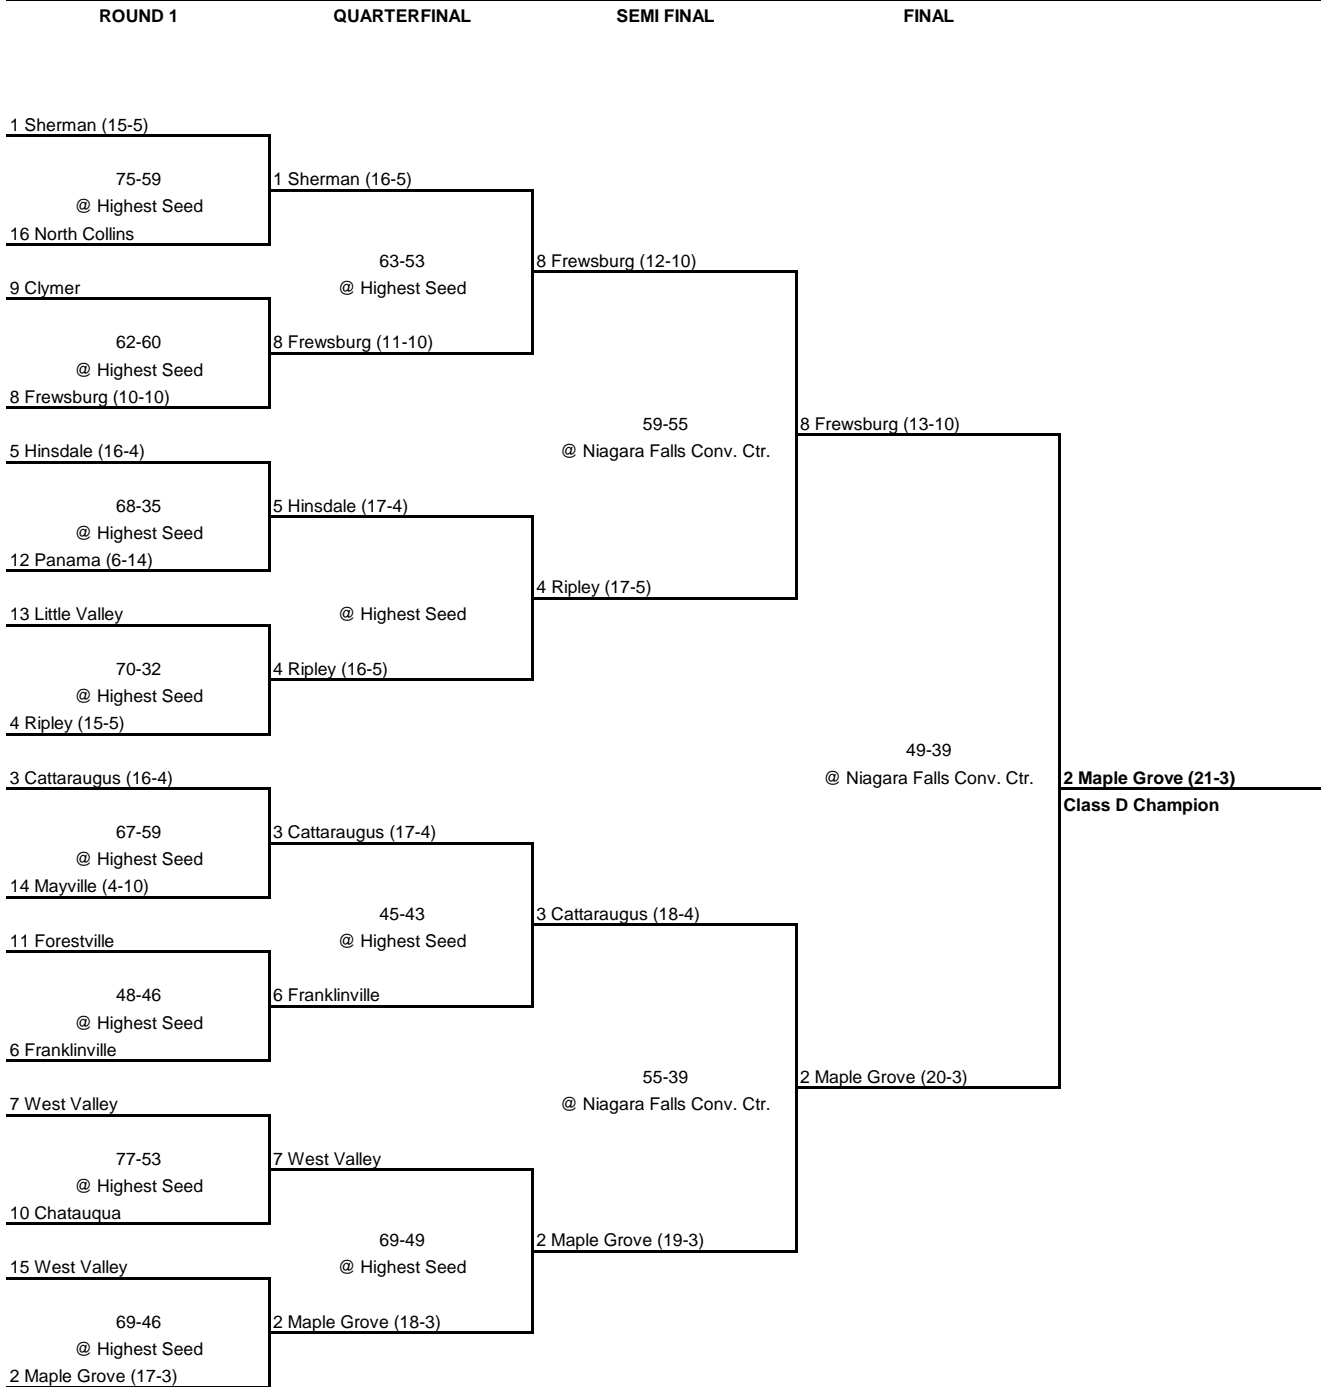 ROUND 1 QUARTERFINAL SEMI FINAL FINAL
1 Sherman (15-5)
75-59 1 Sherman (16-5)
@ Highest Seed
16 North Collins
63-53 8 Frewsburg (12-10)
9 Clymer @ Highest Seed
62-60 8 Frewsburg (11-10)
@ Highest Seed
8 Frewsburg (10-10)
59-55 8 Frewsburg (13-10)
5 Hinsdale (16-4) @ Niagara Falls Conv. Ctr.
68-35 5 Hinsdale (17-4)
@ Highest Seed
12 Panama (6-14)
4 Ripley (17-5)
13 Little Valley @ Highest Seed
70-32 4 Ripley (16-5)
@ Highest Seed
4 Ripley (15-5)
49-39
3 Cattaraugus (16-4) @ Niagara Falls Conv. Ctr. 2 Maple Grove (21-3)
Class D Champion
67-59 3 Cattaraugus (17-4)
@ Highest Seed
14 Mayville (4-10)
45-43 3 Cattaraugus (18-4)
11 Forestville @ Highest Seed
48-46 6 Franklinville
@ Highest Seed
6 Franklinville
55-39 2 Maple Grove (20-3)
7 West Valley @ Niagara Falls Conv. Ctr.
77-53 7 West Valley
@ Highest Seed
10 Chatauqua
69-49 2 Maple Grove (19-3)
15 West Valley @ Highest Seed
69-46 2 Maple Grove (18-3)
@ Highest Seed
2 Maple Grove (17-3)